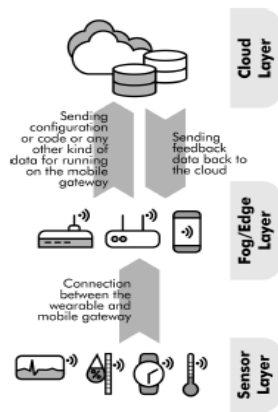 Cloud
Layer
Sending
configuration
or code or any
other kind of
data for running
on the mobile
gateway
Sending
feedback
data back to
the cloud
Fog/Edge
Layer
Connection
between the
wearable and
mobile gateway
%
Sensor
Layer